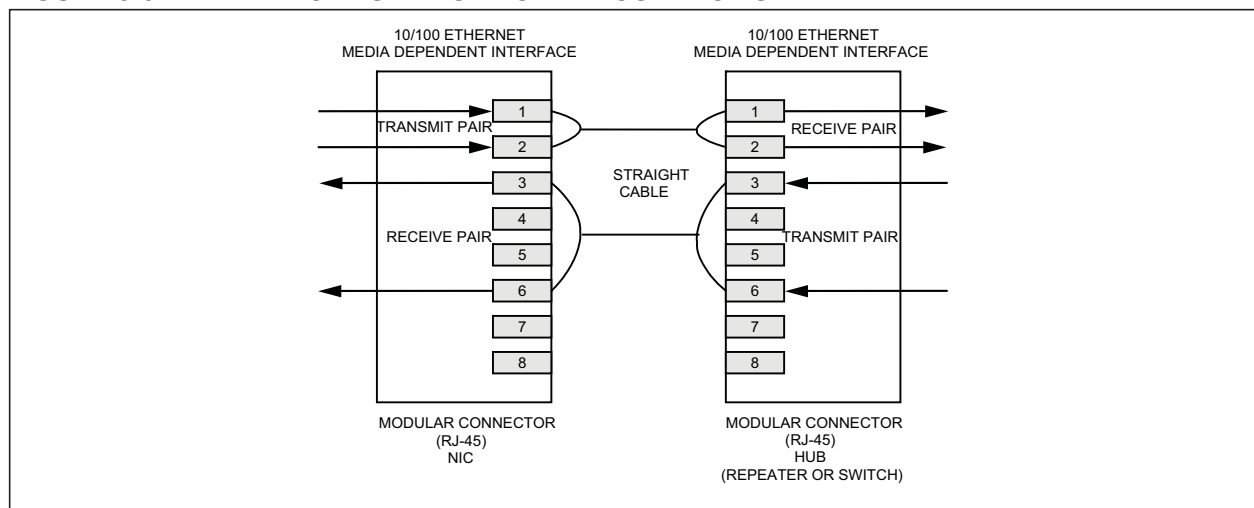 10/100 ETHERNET
MEDIA DEPENDENT INTERFACE
10/100 ETHERNET
MEDIA DEPENDENT INTERFACE
1
TRANSMIT PAIR
2
3
4
RECEIVE PAIR
5
6
7
8
STRAIGHT
CABLE
1
RECEIVE PAIR
2
3
4
TRANSMIT PAIR
5
6
7
8
MODULAR CONNECTOR
(RJ-45)
NIC
MODULAR CONNECTOR
(RJ-45)
HUB
(REPEATER OR SWITCH)